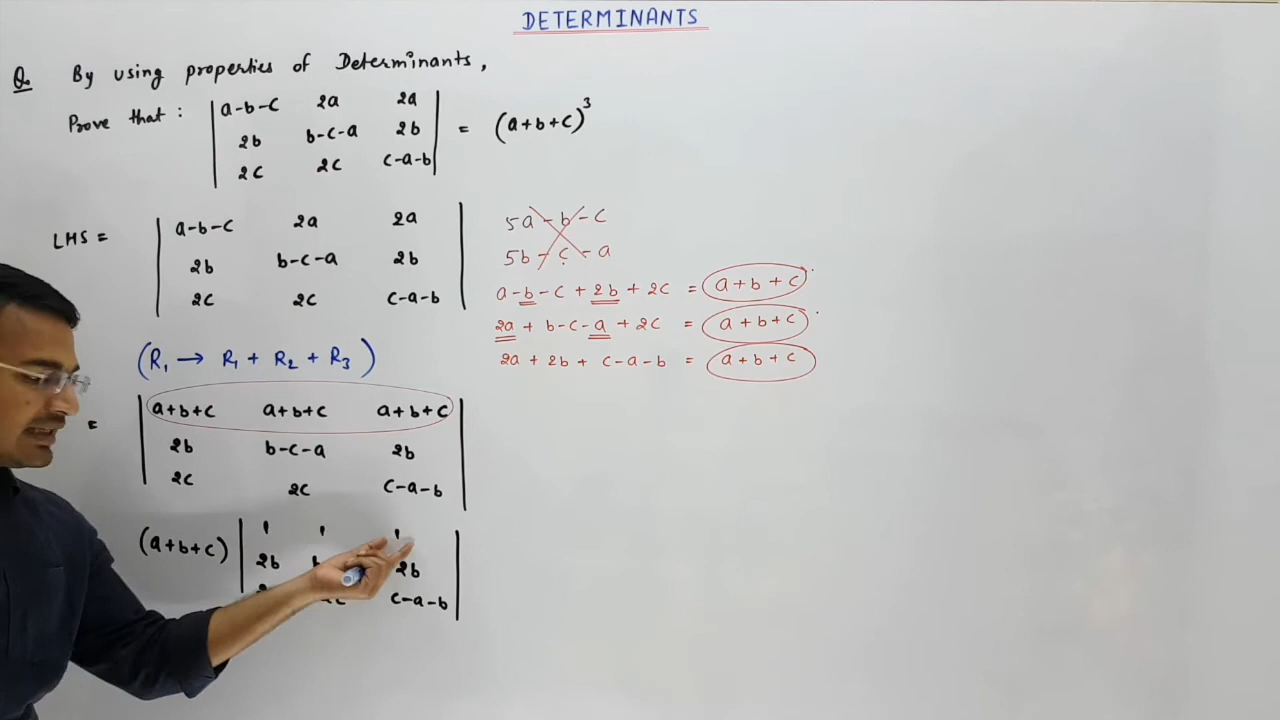 DETERMINANTS
Q. By using properties of Determinants,
Prove that : | a-b-c 2a 2a | = (a+b+c)³
| 2b b-c-a 2b |
| 2c 2c c-a-b |
LHS = | a-b-c 2a 2a |
| 2b b-c-a 2b |
| 2c 2c c-a-b |
(R₁ → R₁ + R₂ + R₃)
= | a+b+c a+b+c a+b+c |
| 2b b-c-a 2b |
| 2c 2c c-a-b |
(a+b+c) | 1 1 1 |
| 2b 2b |
| c-a-b |
5a-b-c
5b-c-a
a-b-c+2b+2c = a+b+c
2a+b-c-a+2c = a+b+c
2a+2b+c-a-b = a+b+c